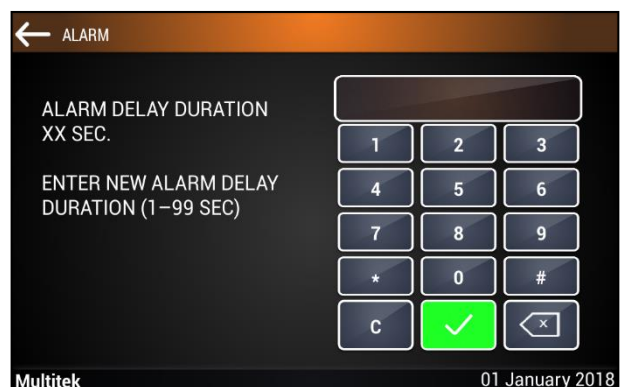 ALARM
ALARM DELAY DURATION
XX SEC.
ENTER NEW ALARM DELAY
DURATION (1–99 SEC)
1 2 3
4 5 6
7 8 9
* 0 #
C
Multitek 01 January 2018